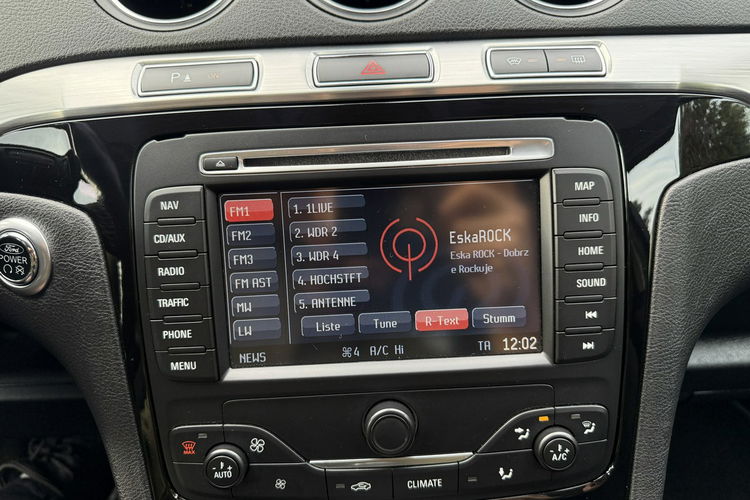 P ON
NAV
CD/AUX
RADIO
TRAFFIC
PHONE
MENU
Ford
POWER
FM1
FM2
FM3
FM AST
MW
LW
1. 1LIVE
2. WDR 2
3. WDR 4
4. HOCHSTFT
5. ANTENNE
EskaROCK
Eska ROCK - Dobrz
e Rockuje
Liste
Tune
R-Text
Stumm
NEWS
4 A/C Hi
TA 12:02
MAP
INFO
HOME
SOUND
MAX
AUTO
CLIMATE
A/C